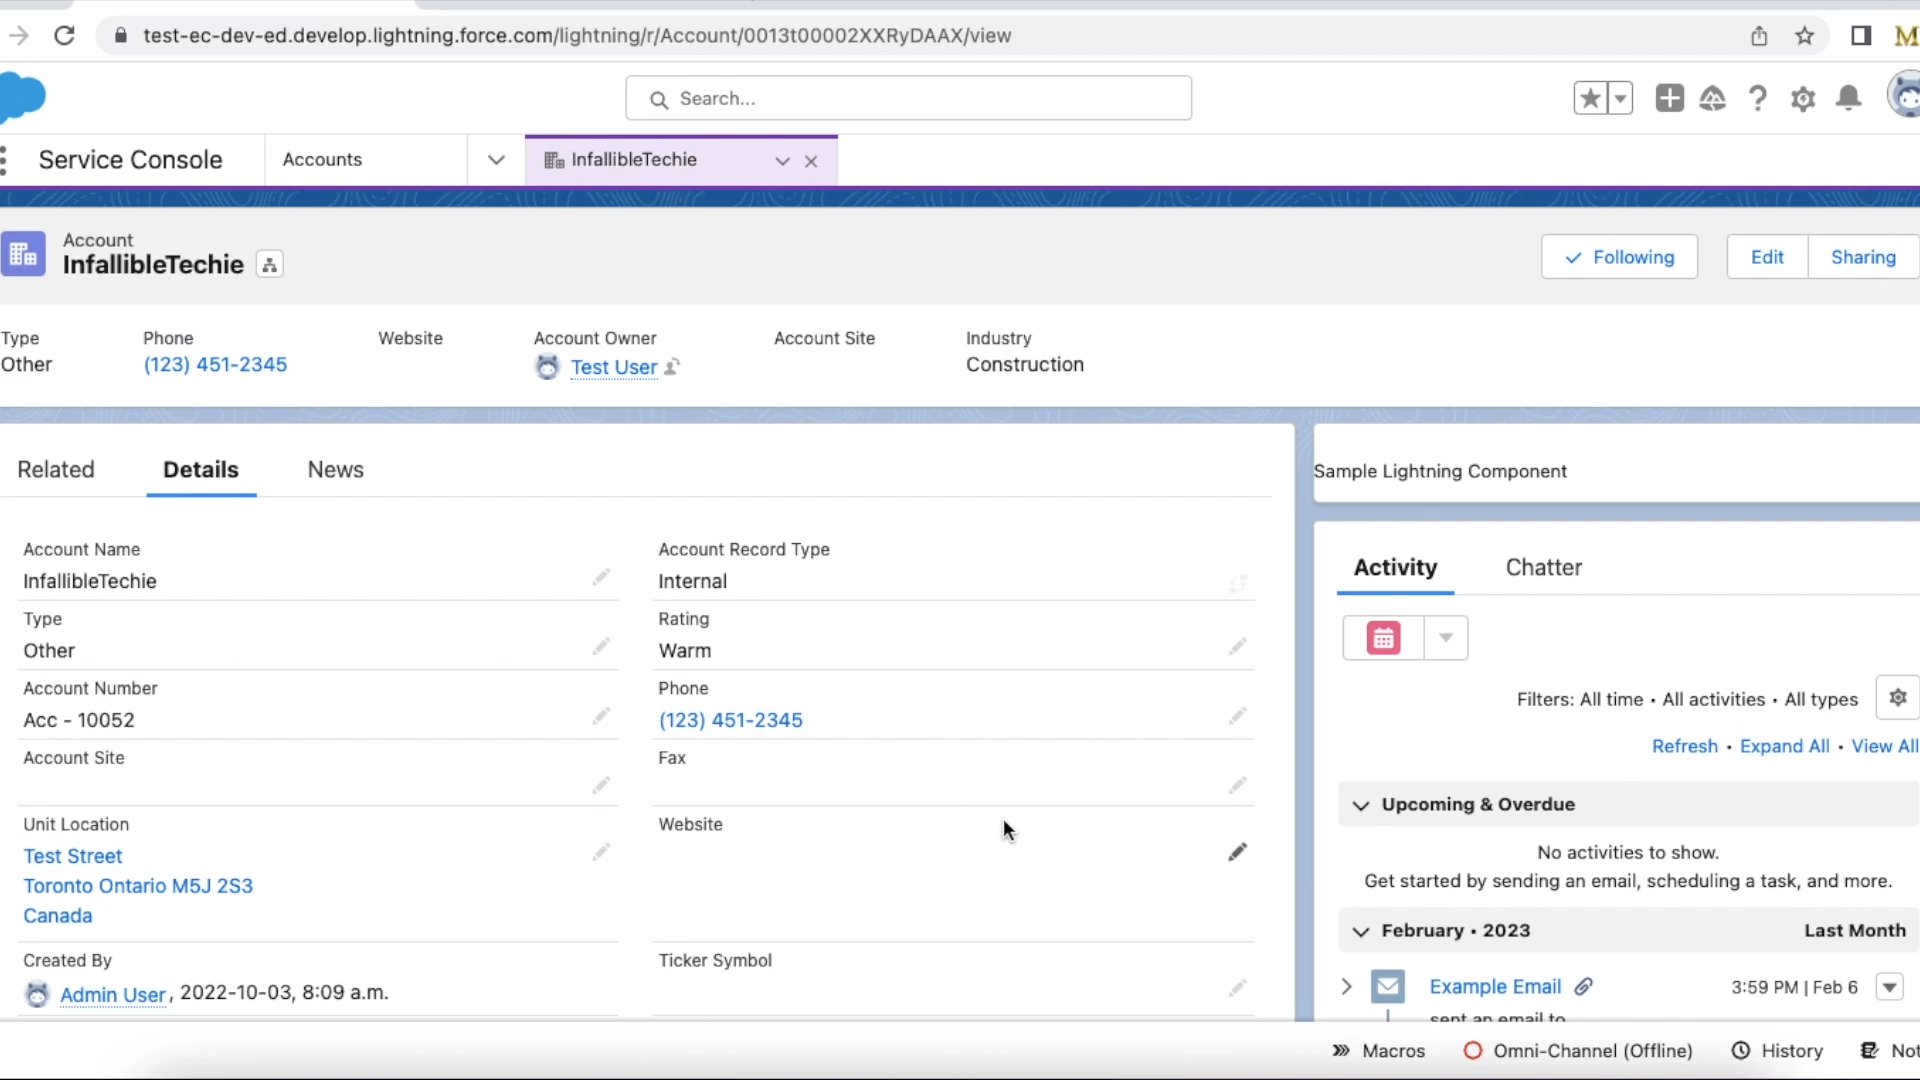 test-ec-dev-ed.develop.lightning.force.com/lightning/r/Account/0013t00002XXRyDAAX/view
M
Search...
Service Console
Accounts
InfallibleTechie
Account
InfallibleTechie
Following
Edit
Sharing
Type
Other
Phone
(123) 451-2345
Website
Account Owner
Test User
Account Site
Industry
Construction
Related
Details
News
Account Name
InfallibleTechie
Account Record Type
Internal
Type
Other
Rating
Warm
Account Number
Acc - 10052
Phone
(123) 451-2345
Account Site
Fax
Unit Location
Test Street
Toronto Ontario M5J 2S3
Canada
Website
Created By
Admin User, 2022-10-03, 8:09 a.m.
Ticker Symbol
Sample Lightning Component
Activity
Chatter
Filters: All time • All activities • All types
Refresh • Expand All • View All
Upcoming & Overdue
No activities to show.
Get started by sending an email, scheduling a task, and more.
February • 2023
Last Month
Example Email
3:59 PM | Feb 6
sent an email to
Macros
Omni-Channel (Offline)
History
Not